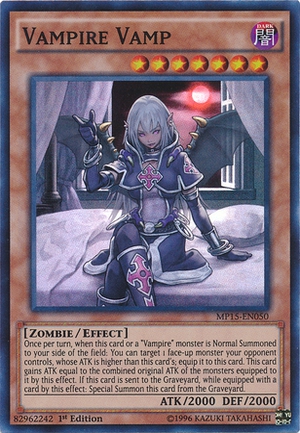 VAMPIRE VAMP
DARK
闇
MP15-EN050
[ZOMBIE / EFFECT]
Once per turn, when this card or a "Vampire" monster is Normal Summoned
to your side of the field: You can target 1 face-up monster your opponent
controls, whose ATK is higher than this card's; equip it to this card. This card
gains ATK equal to the combined original ATK of the monsters equipped to
it by this effect. If this card is sent to the Graveyard, while equipped with a
card by this effect: Special Summon this card from the Graveyard.
ATK/2000 DEF/2000
82962242 1st Edition ©1996 KAZUKI TAKAHASHI